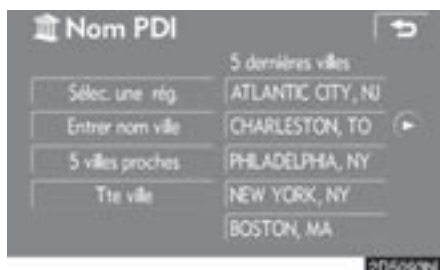 Nom PDI
5 dernières villes
Sélec. une rég.
ATLANTIC CITY, NJ
Entrer nom ville
CHARLESTON, TO
5 villes proches
PHILADELPHIA, NY
Tte ville
NEW YORK, NY
BOSTON, MA